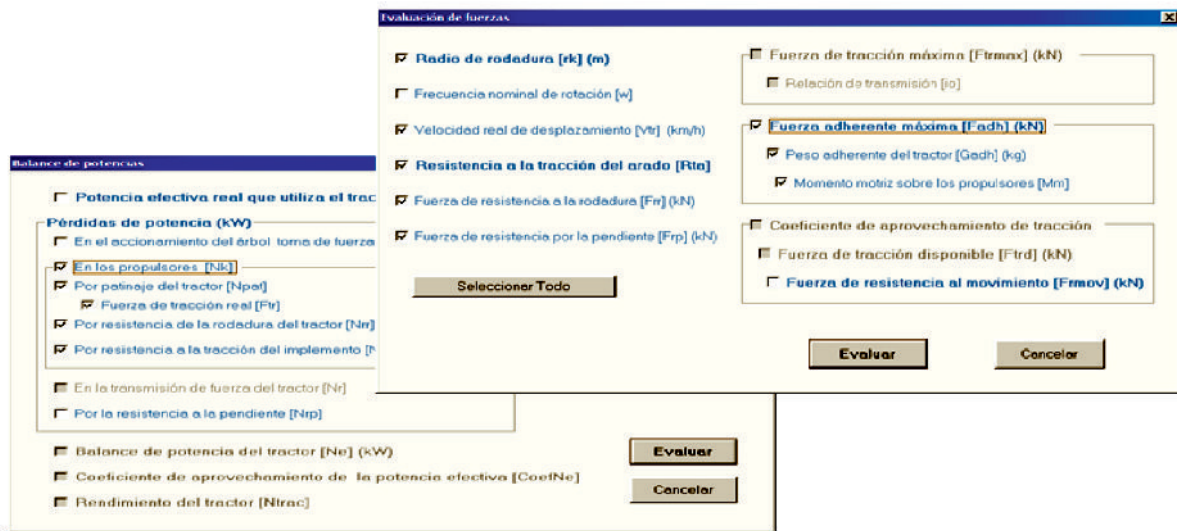 Evaluación de fuerzas
Radio de rodadura [rk] (m)
Frecuencia nominal de rotación [w]
Velocidad real de desplazamiento [Vtr] (km/h)
Resistencia a la tracción del arado [Rta]
Fuerza de resistencia a la rodadura [Frr] (kN)
Fuerza de resistencia por la pendiente [Frp] (kN)
Seleccionar Todo
Fuerza de tracción máxima [Ftrmax] (kN)
Relación de transmisión [io]
Fuerza adherente máxima [Fadh] (kN)
Peso adherente del tractor [Gadh] (kg)
Momento motriz sobre los propulsores [Mm]
Coeficiente de aprovechamiento de tracción
Fuerza de tracción disponible [Ftrd] (kN)
Fuerza de resistencia al movimiento [Frmov] (kN)
Evaluar
Cancelar
Balance de potencias
Potencia efectiva real que utiliza el trac
Pérdidas de potencia (kW)
En el accionamiento del árbol toma de fuerza
En los propulsores [Nk]
Por patinaje del tractor [Npat]
Fuerza de tracción real [Ftr]
Por resistencia de la rodadura del tractor [Nrr]
Por resistencia a la tracción del implemento [N
En la transmisión de fuerza del tractor [Nr]
Por la resistencia a la pendiente [Nrp]
Balance de potencia del tractor [Ne] (kW)
Coeficiente de aprovechamiento de la potencia efectiva [CoefNe]
Rendimiento del tractor [Ntrac]
Evaluar
Cancelar